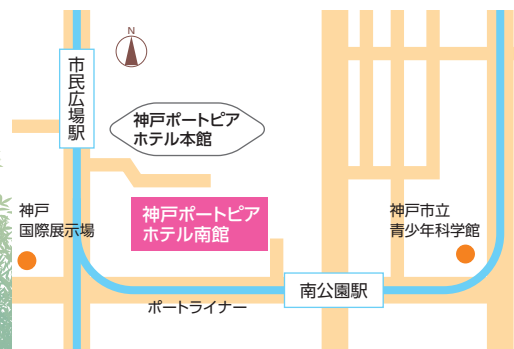 N
市民広場駅
神戸ポートピア
ホテル本館
神戸
国際展示場
神戸ポートピア
ホテル南館
神戸市立
青少年科学館
南公園駅
ポートライナー